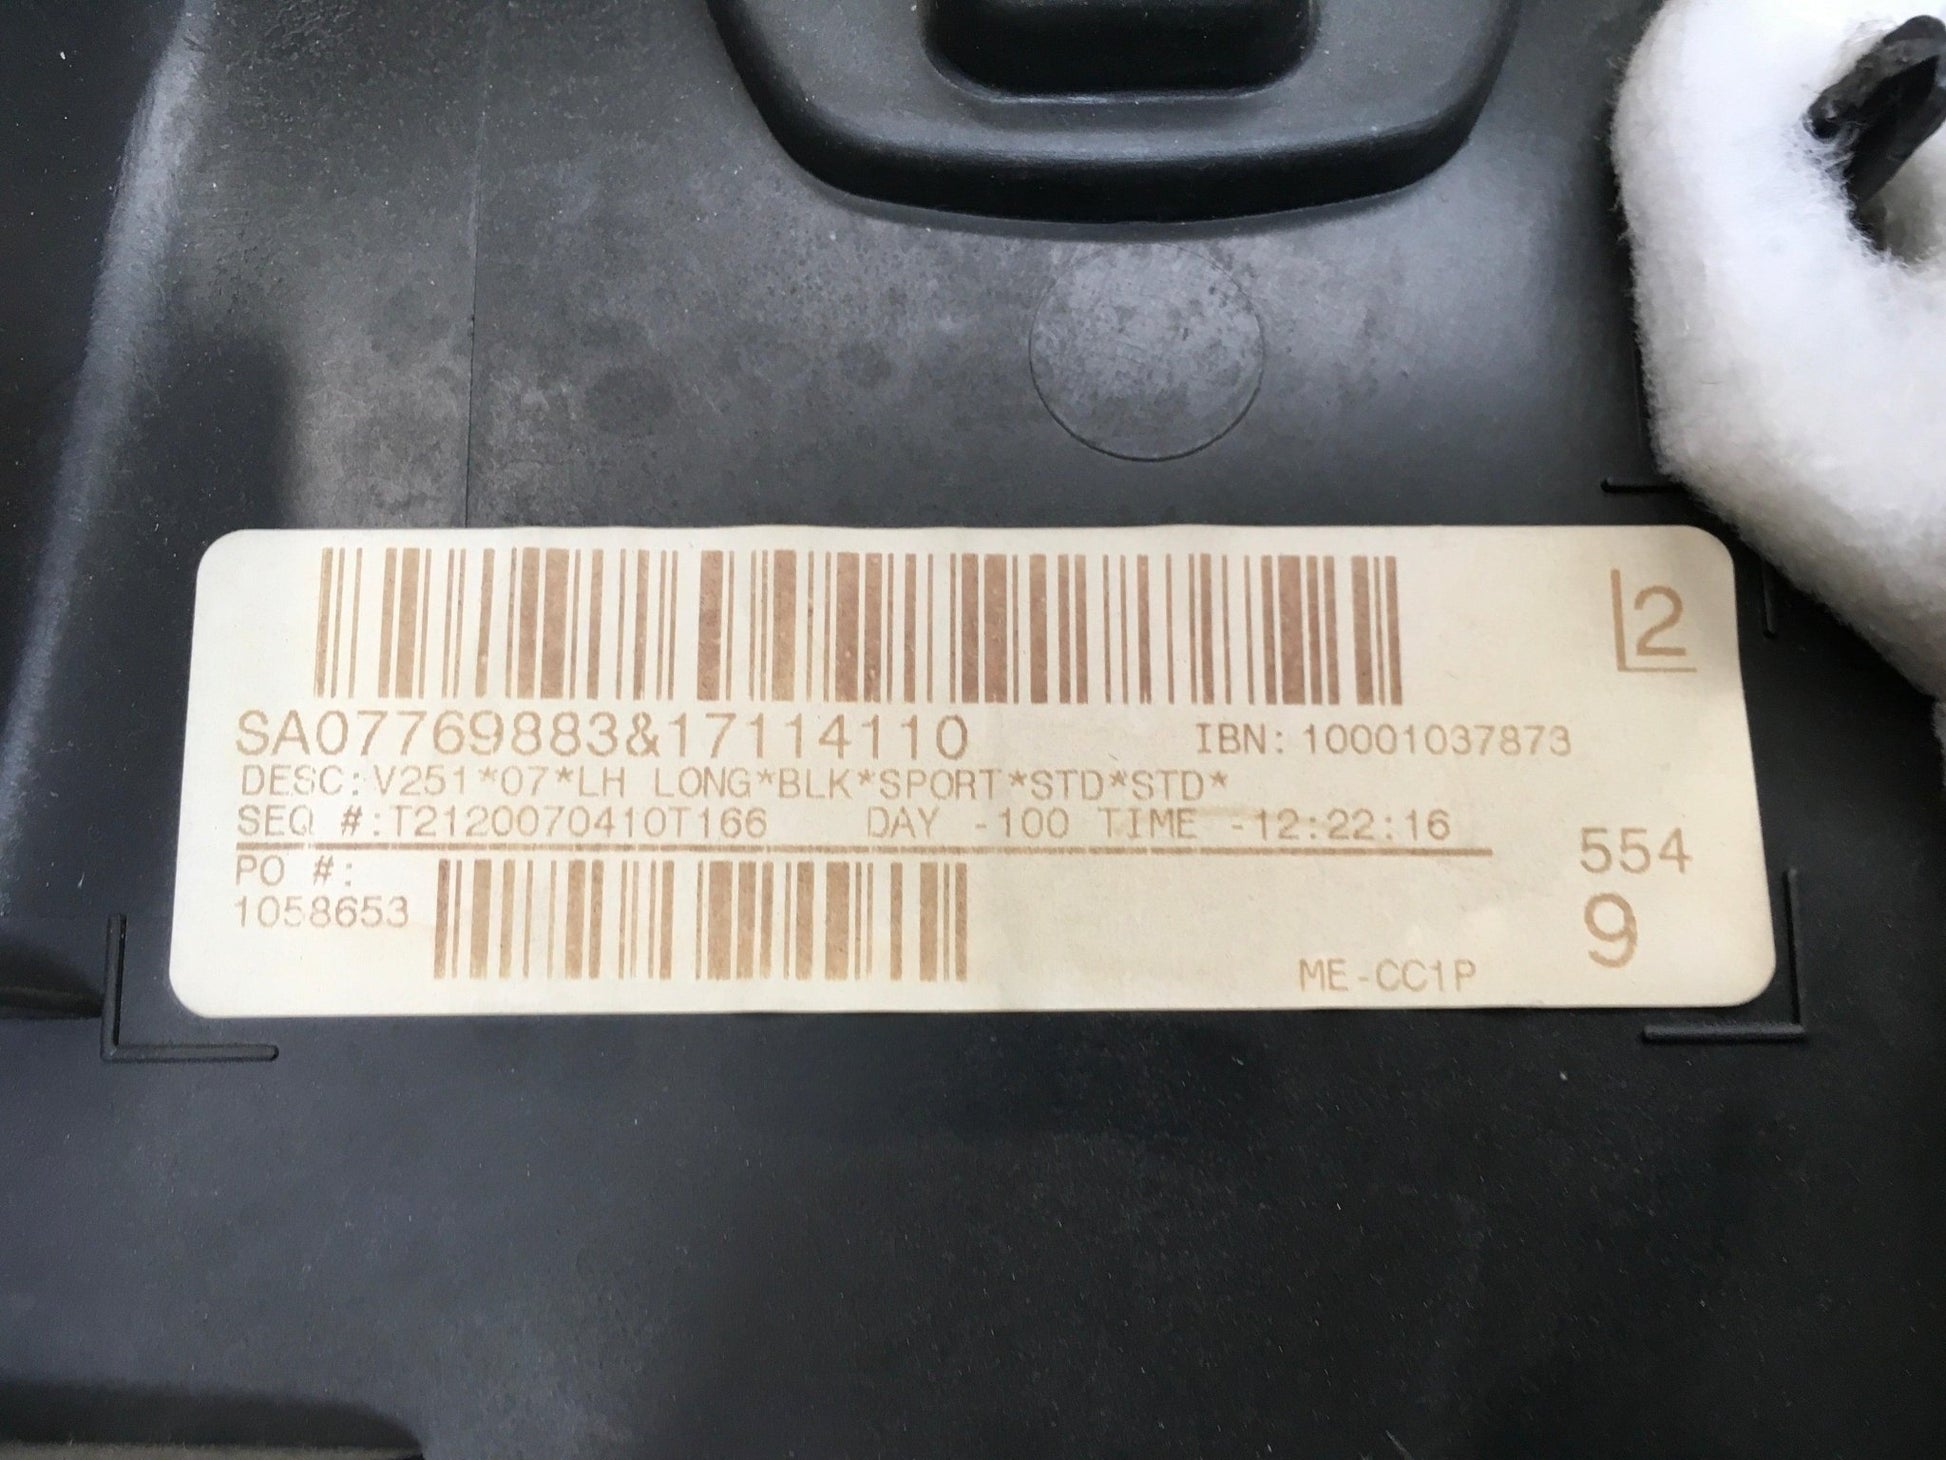 2
SA07769883&17114110 IBN: 10001037873
DESC:V251*07*LH LONG*BLK*SPORT*STD*STD*
SEQ #:T2120070410T166 DAY -100 TIME -12:22:16
554
PO #:
1058653
9
ME-CC1P